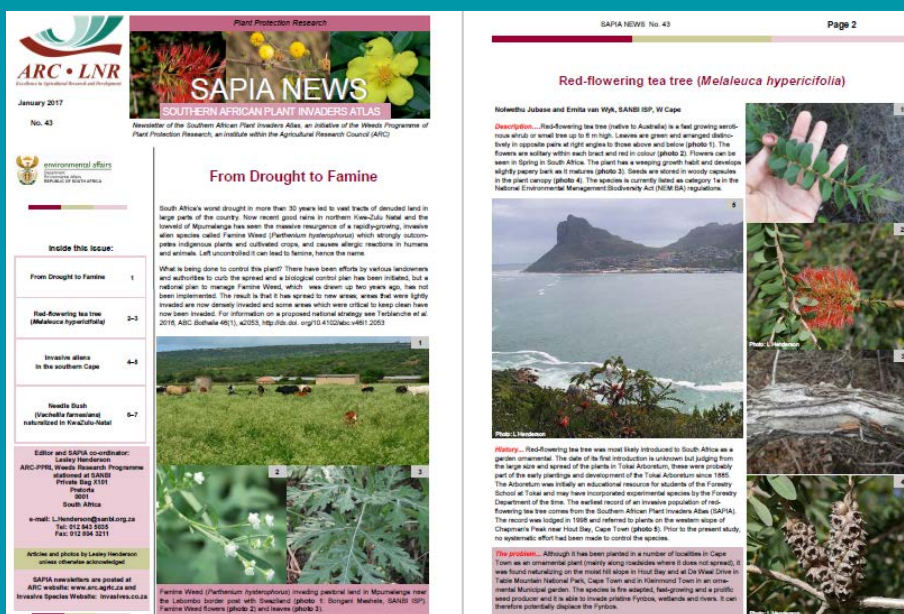 ARC • LNR
Excellence in Agricultural Research and Development
January 2017
No. 43
Plant Protection Research
SAPIA NEWS
SOUTHERN AFRICAN PLANT INVADERS ATLAS
Newsletter of the Southern African Plant Invaders Atlas, an initiative of the Weeds Programme of
Plant Protection Research, an institute within the Agricultural Research Council (ARC)
environmental affairs
Department:
Environmental Affairs
REPUBLIC OF SOUTH AFRICA
Inside this issue:
From Drought to Famine 1
Red-flowering tea tree
(Melaleuca hypericifolia) 2–3
Invasive aliens
in the southern Cape 4–5
Needle Bush
(Vachellia farnesiana)
naturalized in KwaZulu-Natal 6–7
Editor and SAPIA co-ordinator:
Lesley Henderson
ARC-PPRI, Weeds Research Programme
stationed at SANBI
Private Bag X101
Pretoria
0001
South Africa
e-mail: L.Henderson@sanbi.org.za
Tel: 012 843 5035
Fax: 012 804 3211
Articles and photos by Lesley Henderson
unless otherwise acknowledged
SAPIA newsletters are posted at
ARC website: www.arc.agric.za and
Invasive Species Website: invasives.co.za
From Drought to Famine
South Africa's worst drought in more than 30 years led to vast tracts of denuded land in
large parts of the country. Now recent good rains in northern Kwa-Zulu Natal and the
lowveld of Mpumalanga has seen the massive resurgence of a rapidly-growing, invasive
alien species called Famine Weed (Parthenium hysterophorus) which strongly outcom-
petes indigenous plants and cultivated crops, and causes allergic reactions in humans
and animals. Left uncontrolled it can lead to famine, hence the name.
What is being done to control this plant? There have been efforts by various landowners
and authorities to curb the spread and a biological control plan has been initiated, but a
national plan to manage Famine Weed, which was drawn up two years ago, has not
been implemented. The result is that it has spread to new areas; areas that were lightly
invaded are now densely invaded and some areas which were critical to keep clean have
now been invaded. For information on a proposed national strategy see Terblanche et al.
2016, ABC Bothalia 46(1), a2053, http://dx.doi. org/10.4102/abc.v46i1.2053
1
2
3
Famine Weed (Parthenium hysterophorus) invading pastoral land in Mpumalanga near
the Lebombo border post with Swaziland (photo 1: Bongani Mashele, SANBI ISP).
Famine Weed flowers (photo 2) and leaves (photo 3).
SAPIA NEWS No. 43
Page 2
Red-flowering tea tree (Melaleuca hypericifolia)
Nolwethu Jubase and Ernita van Wyk, SANBI ISP, W Cape
Description....Red-flowering tea tree (native to Australia) is a fast growing seroti-
nous shrub or small tree up to 6 m high. Leaves are green and arranged distinc-
tively in opposite pairs at right angles to those above and below (photo 1). The
flowers are solitary within each bract and red in colour (photo 2). Flowers can be
seen in Spring in South Africa. The plant has a weeping growth habit and develops
slightly papery bark as it matures (photo 3). Seeds are stored in woody capsules
in the plant canopy (photo 4). The species is currently listed as category 1a in the
National Environmental Management:Biodiversity Act (NEM:BA) regulations.
5
Photo: L Henderson
History... Red-flowering tea tree was most likely introduced to South Africa as a
garden ornamental. The date of its first introduction is unknown but judging from
the large size and spread of the plants in Tokai Arboretum, these were probably
part of the early plantings and development of the Tokai Arboretum since 1885.
The Arboretum was initially an educational resource for students of the Forestry
School at Tokai and may have incorporated experimental species by the Forestry
Department of the time. The earliest record of an invasive population of red-
flowering tea tree comes from the Southern African Plant Invaders Atlas (SAPIA).
The record was lodged in 1998 and referred to plants on the western slope of
Chapman's Peak near Hout Bay, Cape Town (photo 5). Prior to the present study,
no systematic effort had been made to control the species.
The problem... Although it has been planted in a number of localities in Cape
Town as an ornamental plant (mainly along roadsides where it does not spread), it
was found naturalizing on the moist hill slope in Hout Bay and at De Waal Drive in
Table Mountain National Park, Cape Town and in Kleinmond Town in an orna-
mental Municipal garden. The species is fire adapted, fast-growing and a prolific
seed producer and it is able to invade pristine Fynbos, wetlands and rivers. It can
therefore potentially displace the Fynbos.
1
2
Photo: L Henderson
3
4